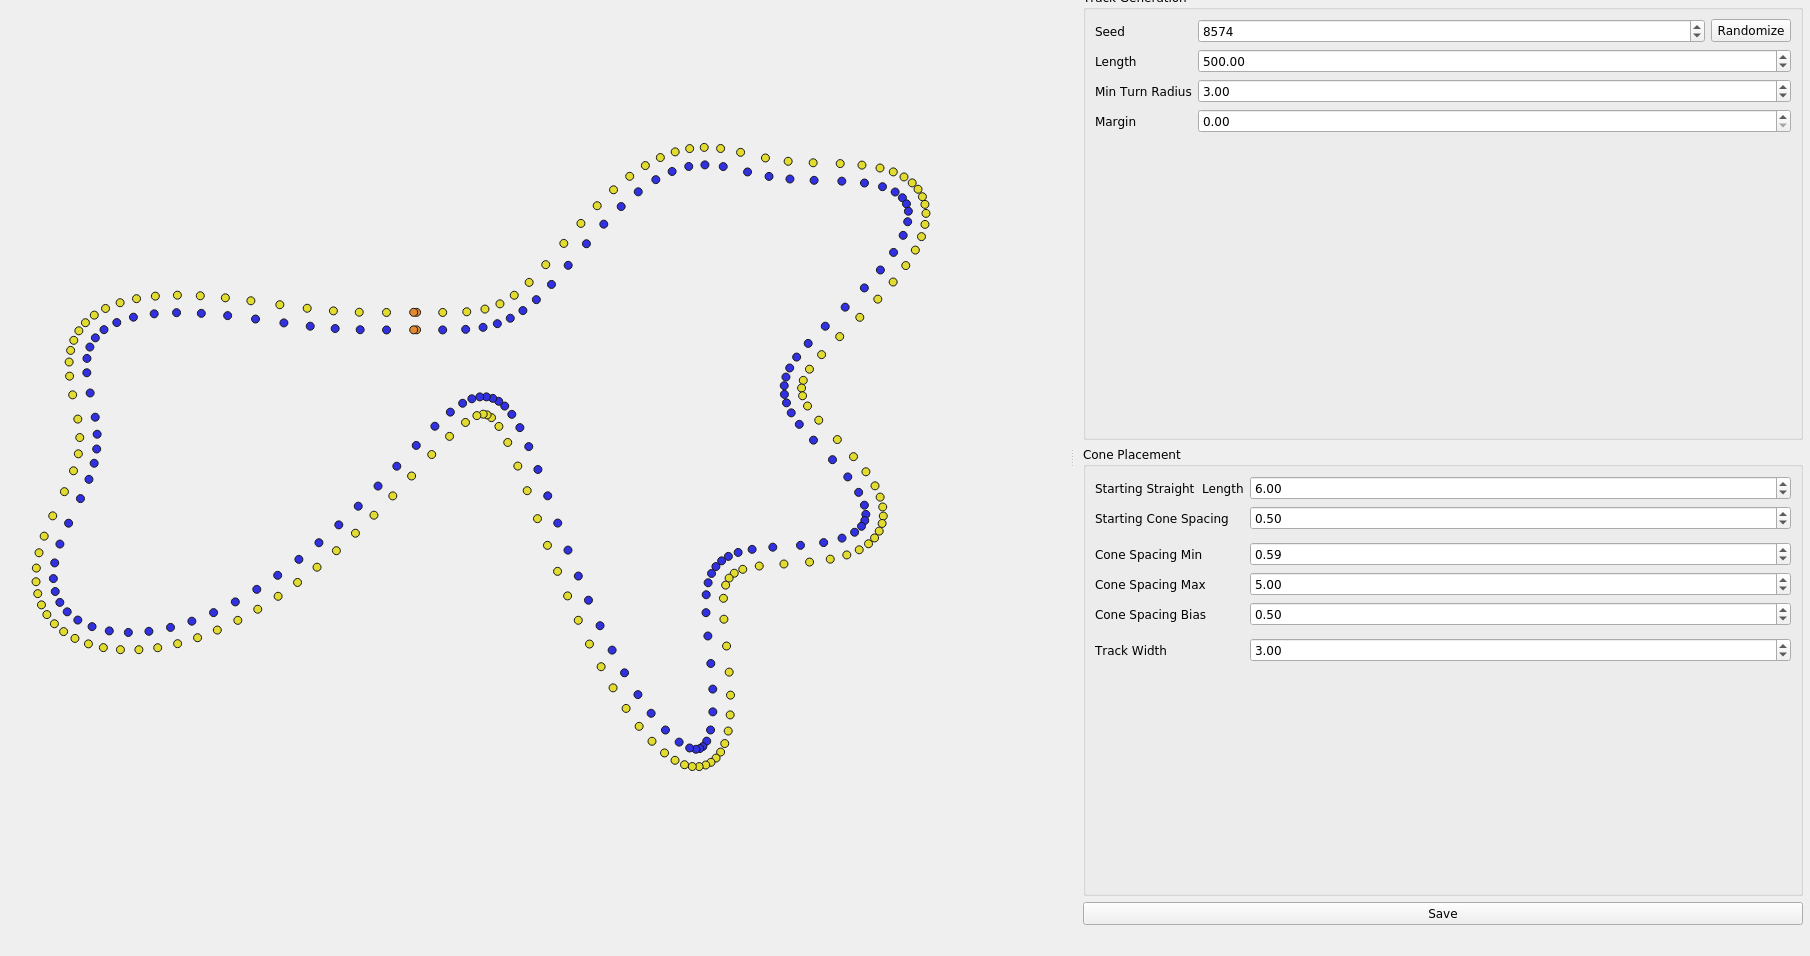 Track Generation
Seed 8574 Randomize
Length 500.00
Min Turn Radius 3.00
Margin 0.00
Cone Placement
Starting Straight Length 6.00
Starting Cone Spacing 0.50
Cone Spacing Min 0.59
Cone Spacing Max 5.00
Cone Spacing Bias 0.50
Track Width 3.00
Save